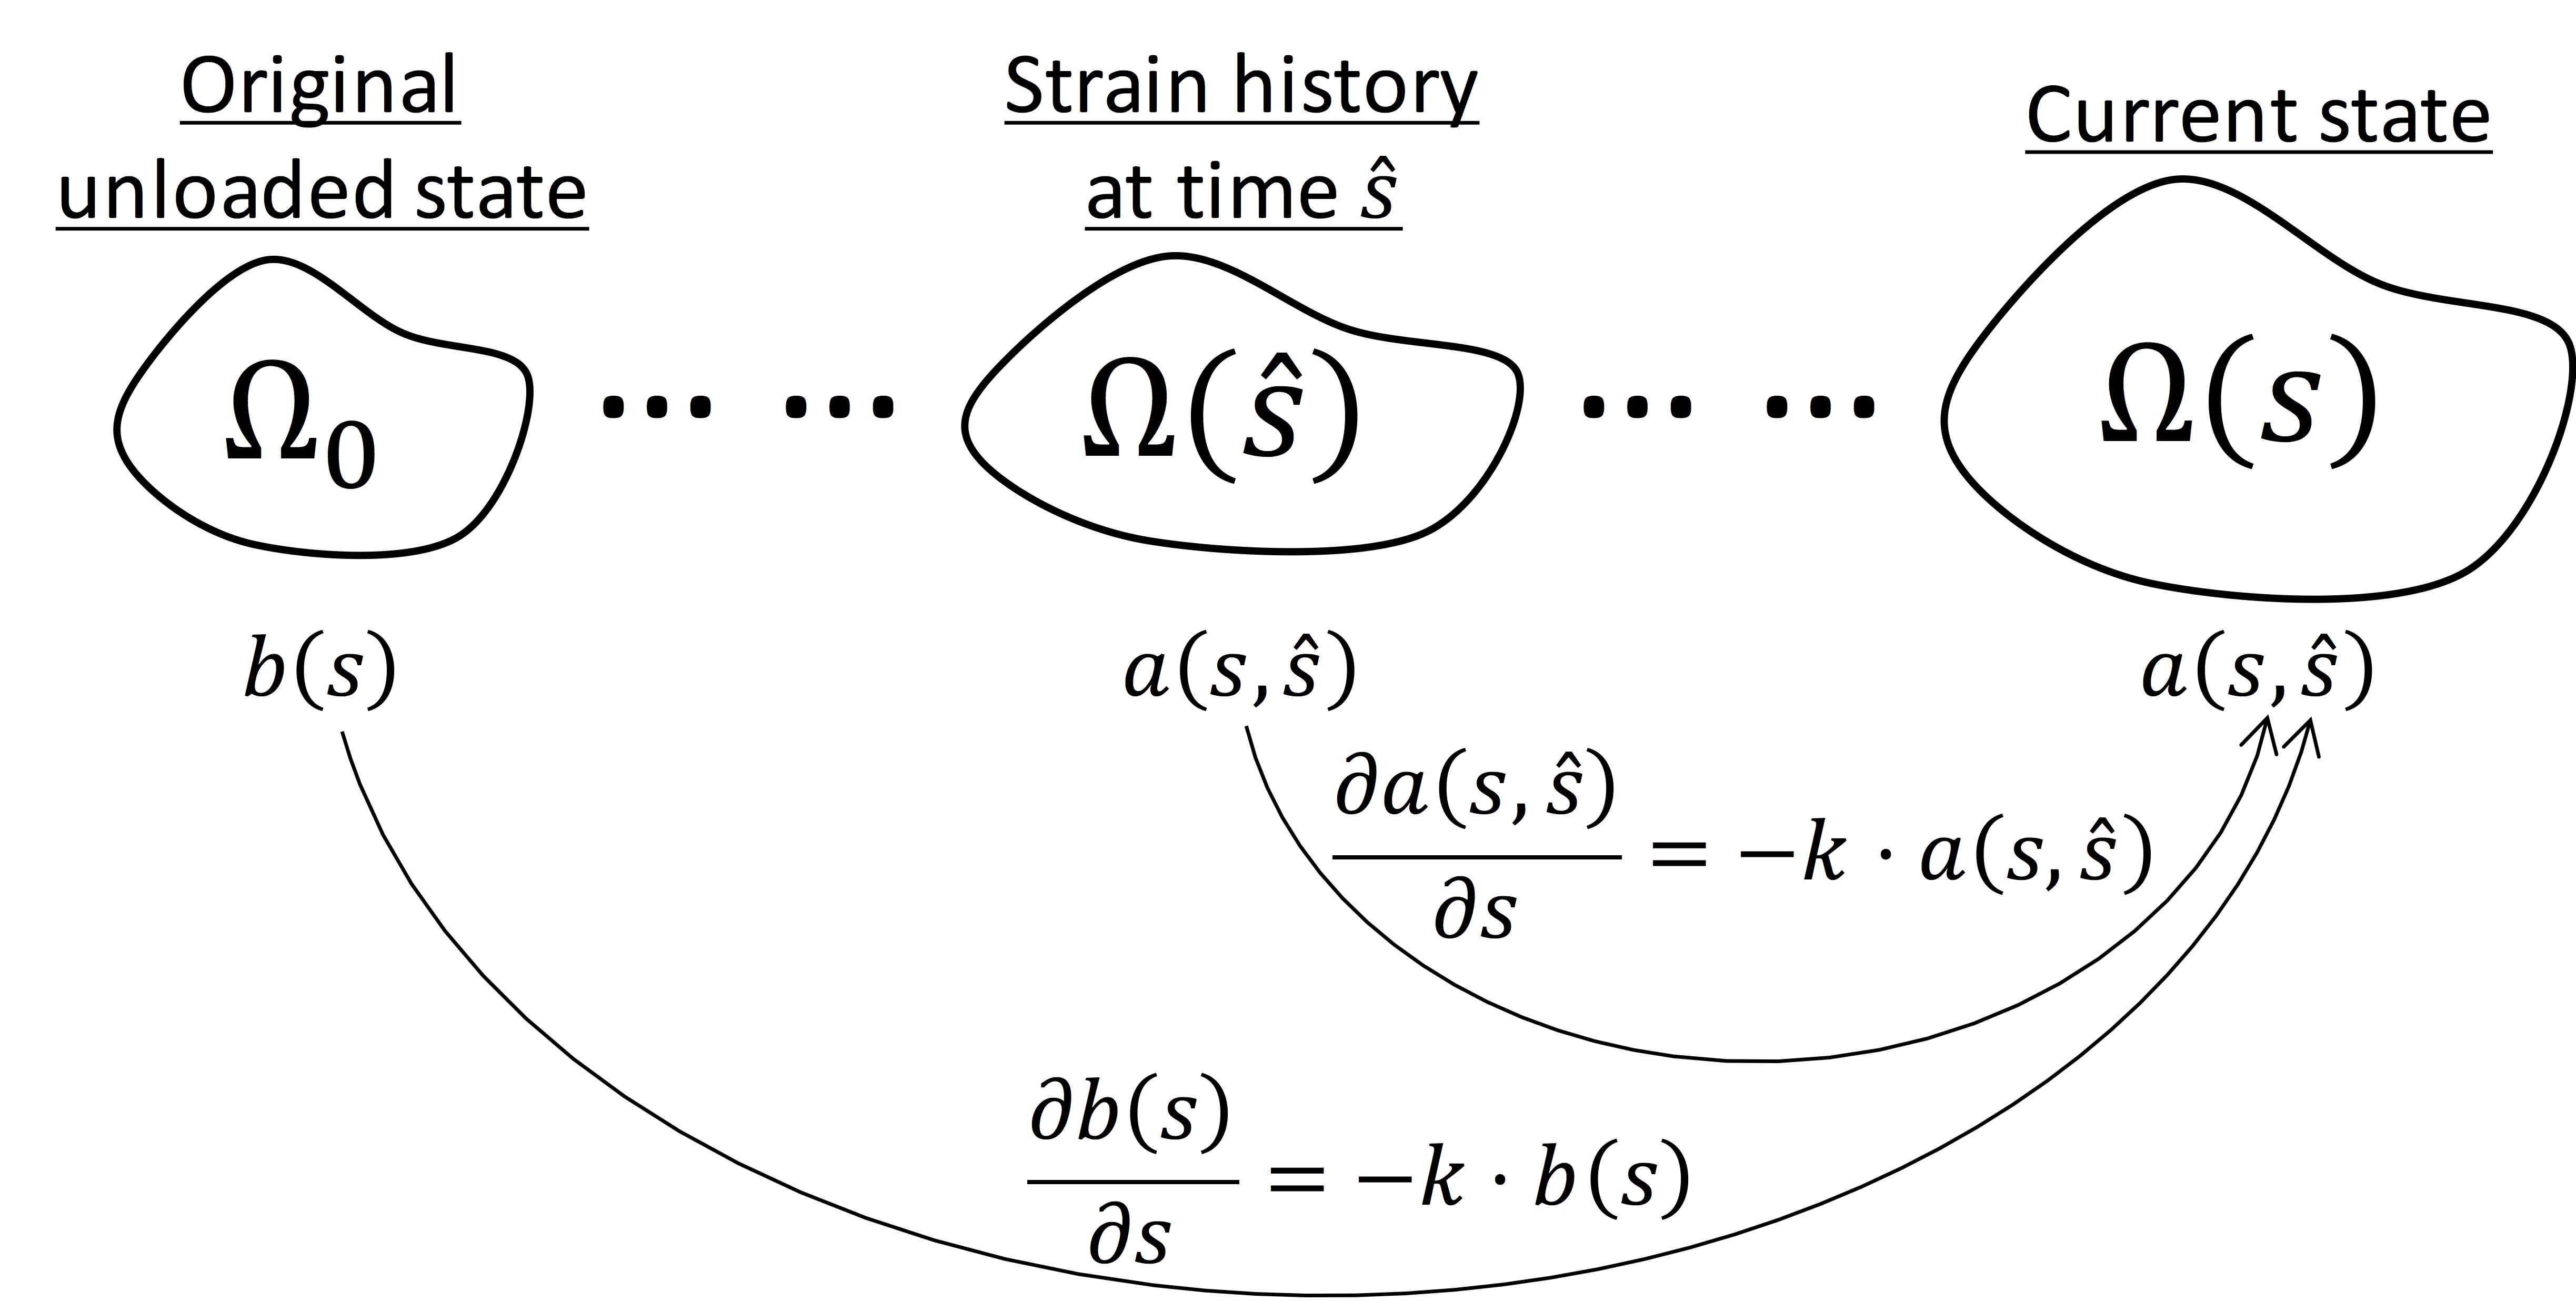 Original
unloaded state
Strain history
at time ŝ
Current state
Ω₀
⋯ ⋯
Ω(ŝ)
⋯ ⋯
Ω(s)
b(s)
a(s,ŝ)
a(s,ŝ)
∂a(s,ŝ)
───── = −k · a(s,ŝ)
∂s
∂b(s)
───── = −k · b(s)
∂s